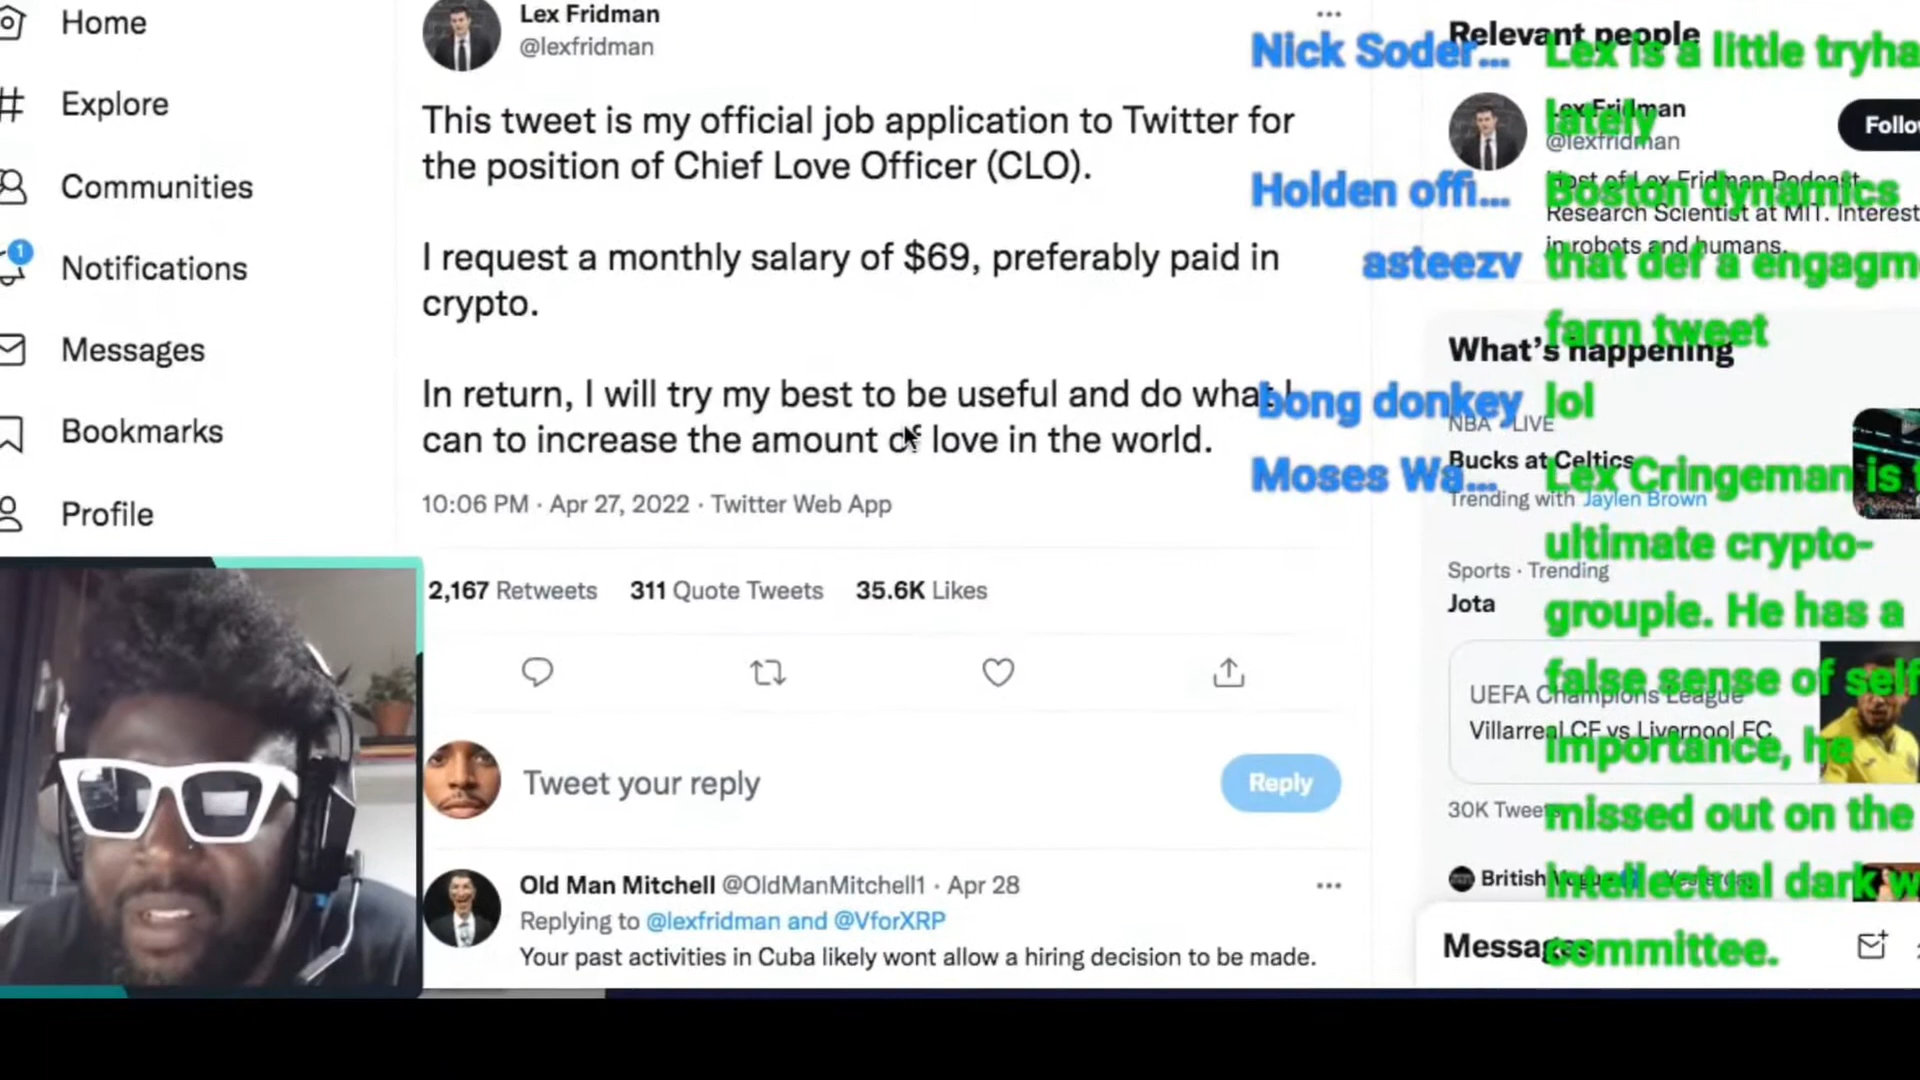 Home
Explore
Communities
1
Notifications
Messages
Bookmarks
Profile
Lex Fridman
@lexfridman
This tweet is my official job application to Twitter for
the position of Chief Love Officer (CLO).
I request a monthly salary of $69, preferably paid in
crypto.
In return, I will try my best to be useful and do what I
can to increase the amount of love in the world.
10:06 PM · Apr 27, 2022 · Twitter Web App
2,167 Retweets 311 Quote Tweets 35.6K Likes
Tweet your reply
Reply
Old Man Mitchell @OldManMitchell1 · Apr 28
Replying to @lexfridman and @VforXRP
Your past activities in Cuba likely wont allow a hiring decision to be made.
Relevant people
Lex Fridman
@lexfridman
Follo
Host of Lex Fridman Podcast
Research Scientist at MIT. Interest
in robots and humans.
What's happening
NBA · LIVE
Bucks at Celtics
Trending with Jaylen Brown
Sports · Trending
Jota
UEFA Champions League
Villarreal CF vs Liverpool FC
30K Tweets
British Vogue
Messages
Nick Soder... Lex is a little tryha
lately
Holden offi... Boston dynamics
asteezv that def a engagm
farm tweet
bong donkey lol
Moses Wa... Lex Cringeman is t
ultimate crypto-
groupie. He has a
false sense of self
importance, he
missed out on the
intellectual dark w
committee.